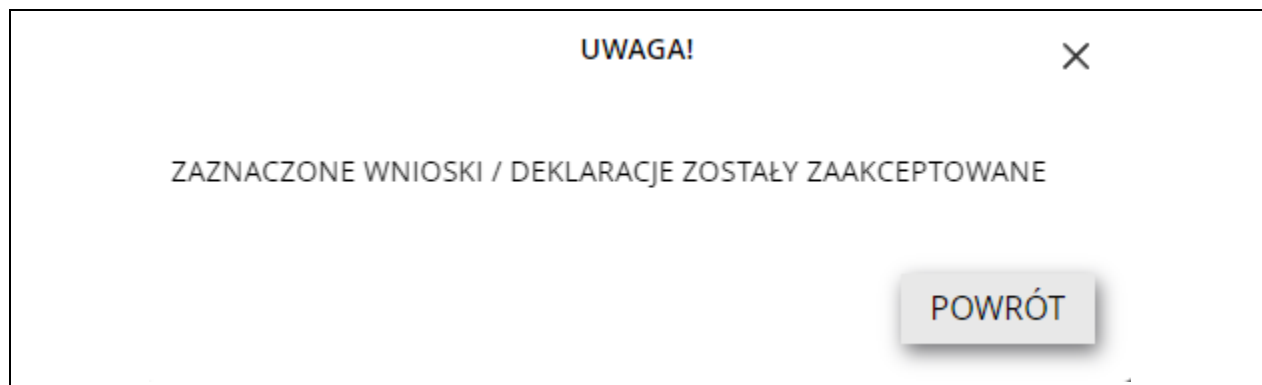 UWAGA!
ZAZNACZONE WNIOSKI / DEKLARACJE ZOSTAŁY ZAAKCEPTOWANE
POWRÓT